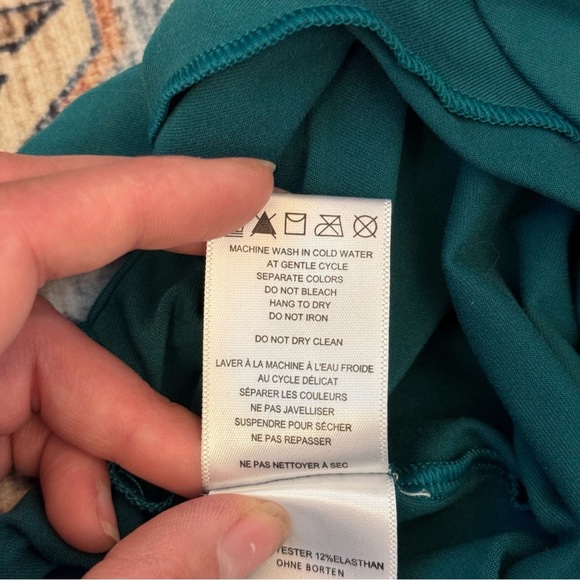 MACHINE WASH IN COLD WATER
AT GENTLE CYCLE
SEPARATE COLORS
DO NOT BLEACH
HANG TO DRY
DO NOT IRON
DO NOT DRY CLEAN
LAVER À LA MACHINE À L'EAU FROIDE
AU CYCLE DÉLICAT
SÉPARER LES COULEURS
NE PAS JAVELLISER
SUSPENDRE POUR SÉCHER
NE PAS REPASSER
NE PAS NETTOYER À SEC
12%ELASTHAN
OHNE BORTEN